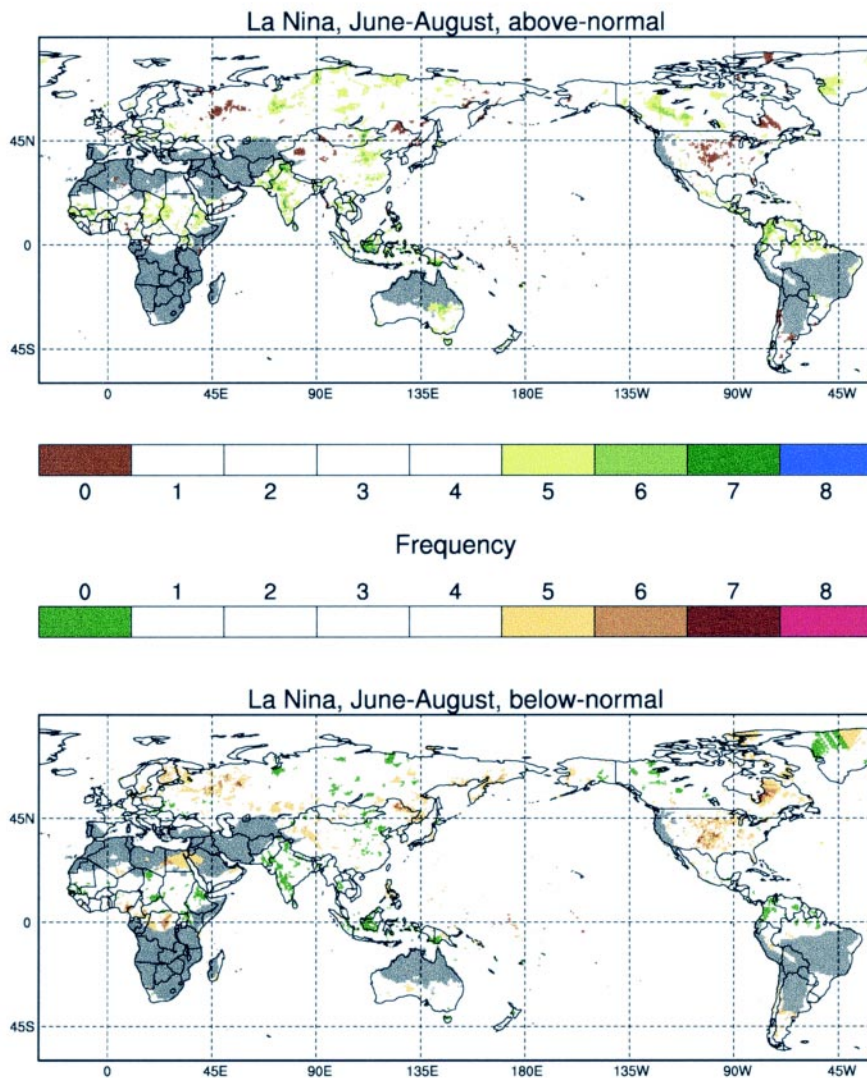 La Nina, June-August, above-normal
45N
0
45S
0 45E 90E 135E 180E 135W 90W 45W
0 1 2 3 4 5 6 7 8
Frequency
0 1 2 3 4 5 6 7 8
La Nina, June-August, below-normal
45N
0
45S
0 45E 90E 135E 180E 135W 90W 45W